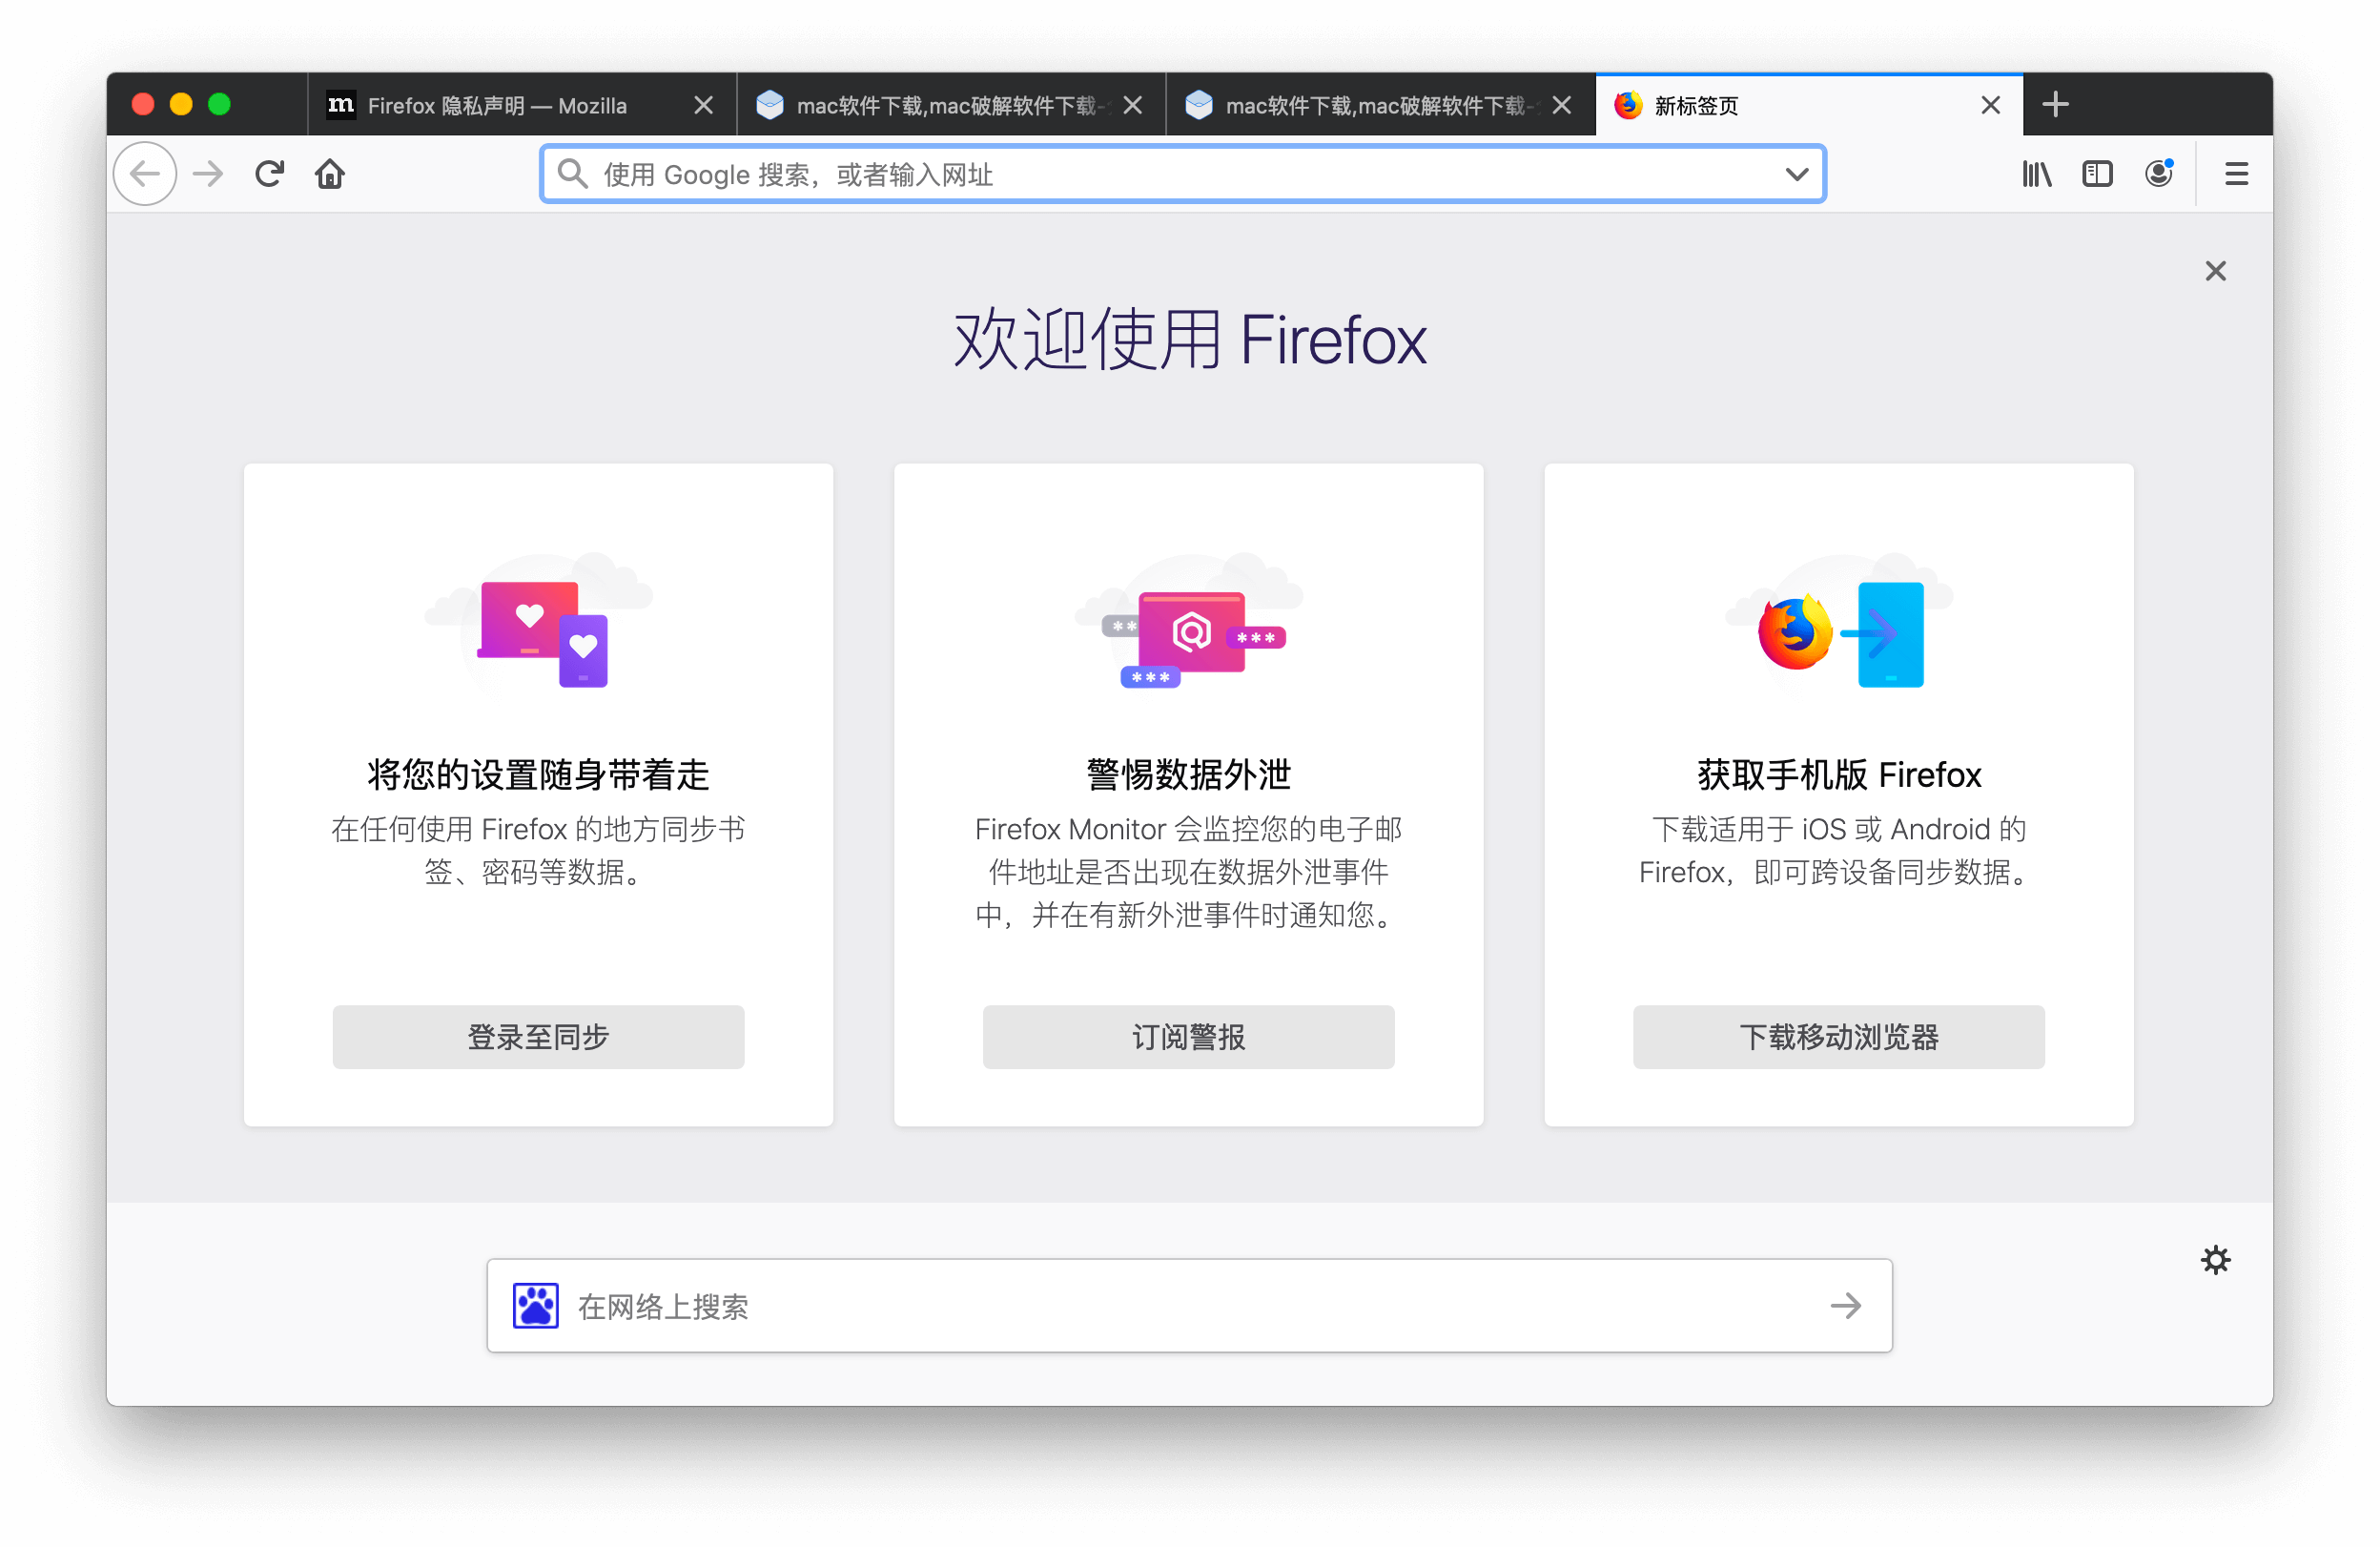 Firefox 隐私声明 — Mozilla
mac软件下载,mac破解软件下载-
mac软件下载,mac破解软件下载-
新标签页
使用 Google 搜索，或者输入网址
欢迎使用 Firefox
将您的设置随身带着走
在任何使用 Firefox 的地方同步书
签、密码等数据。
登录至同步
警惕数据外泄
Firefox Monitor 会监控您的电子邮
件地址是否出现在数据外泄事件
中，并在有新外泄事件时通知您。
订阅警报
获取手机版 Firefox
下载适用于 iOS 或 Android 的
Firefox，即可跨设备同步数据。
下载移动浏览器
在网络上搜索